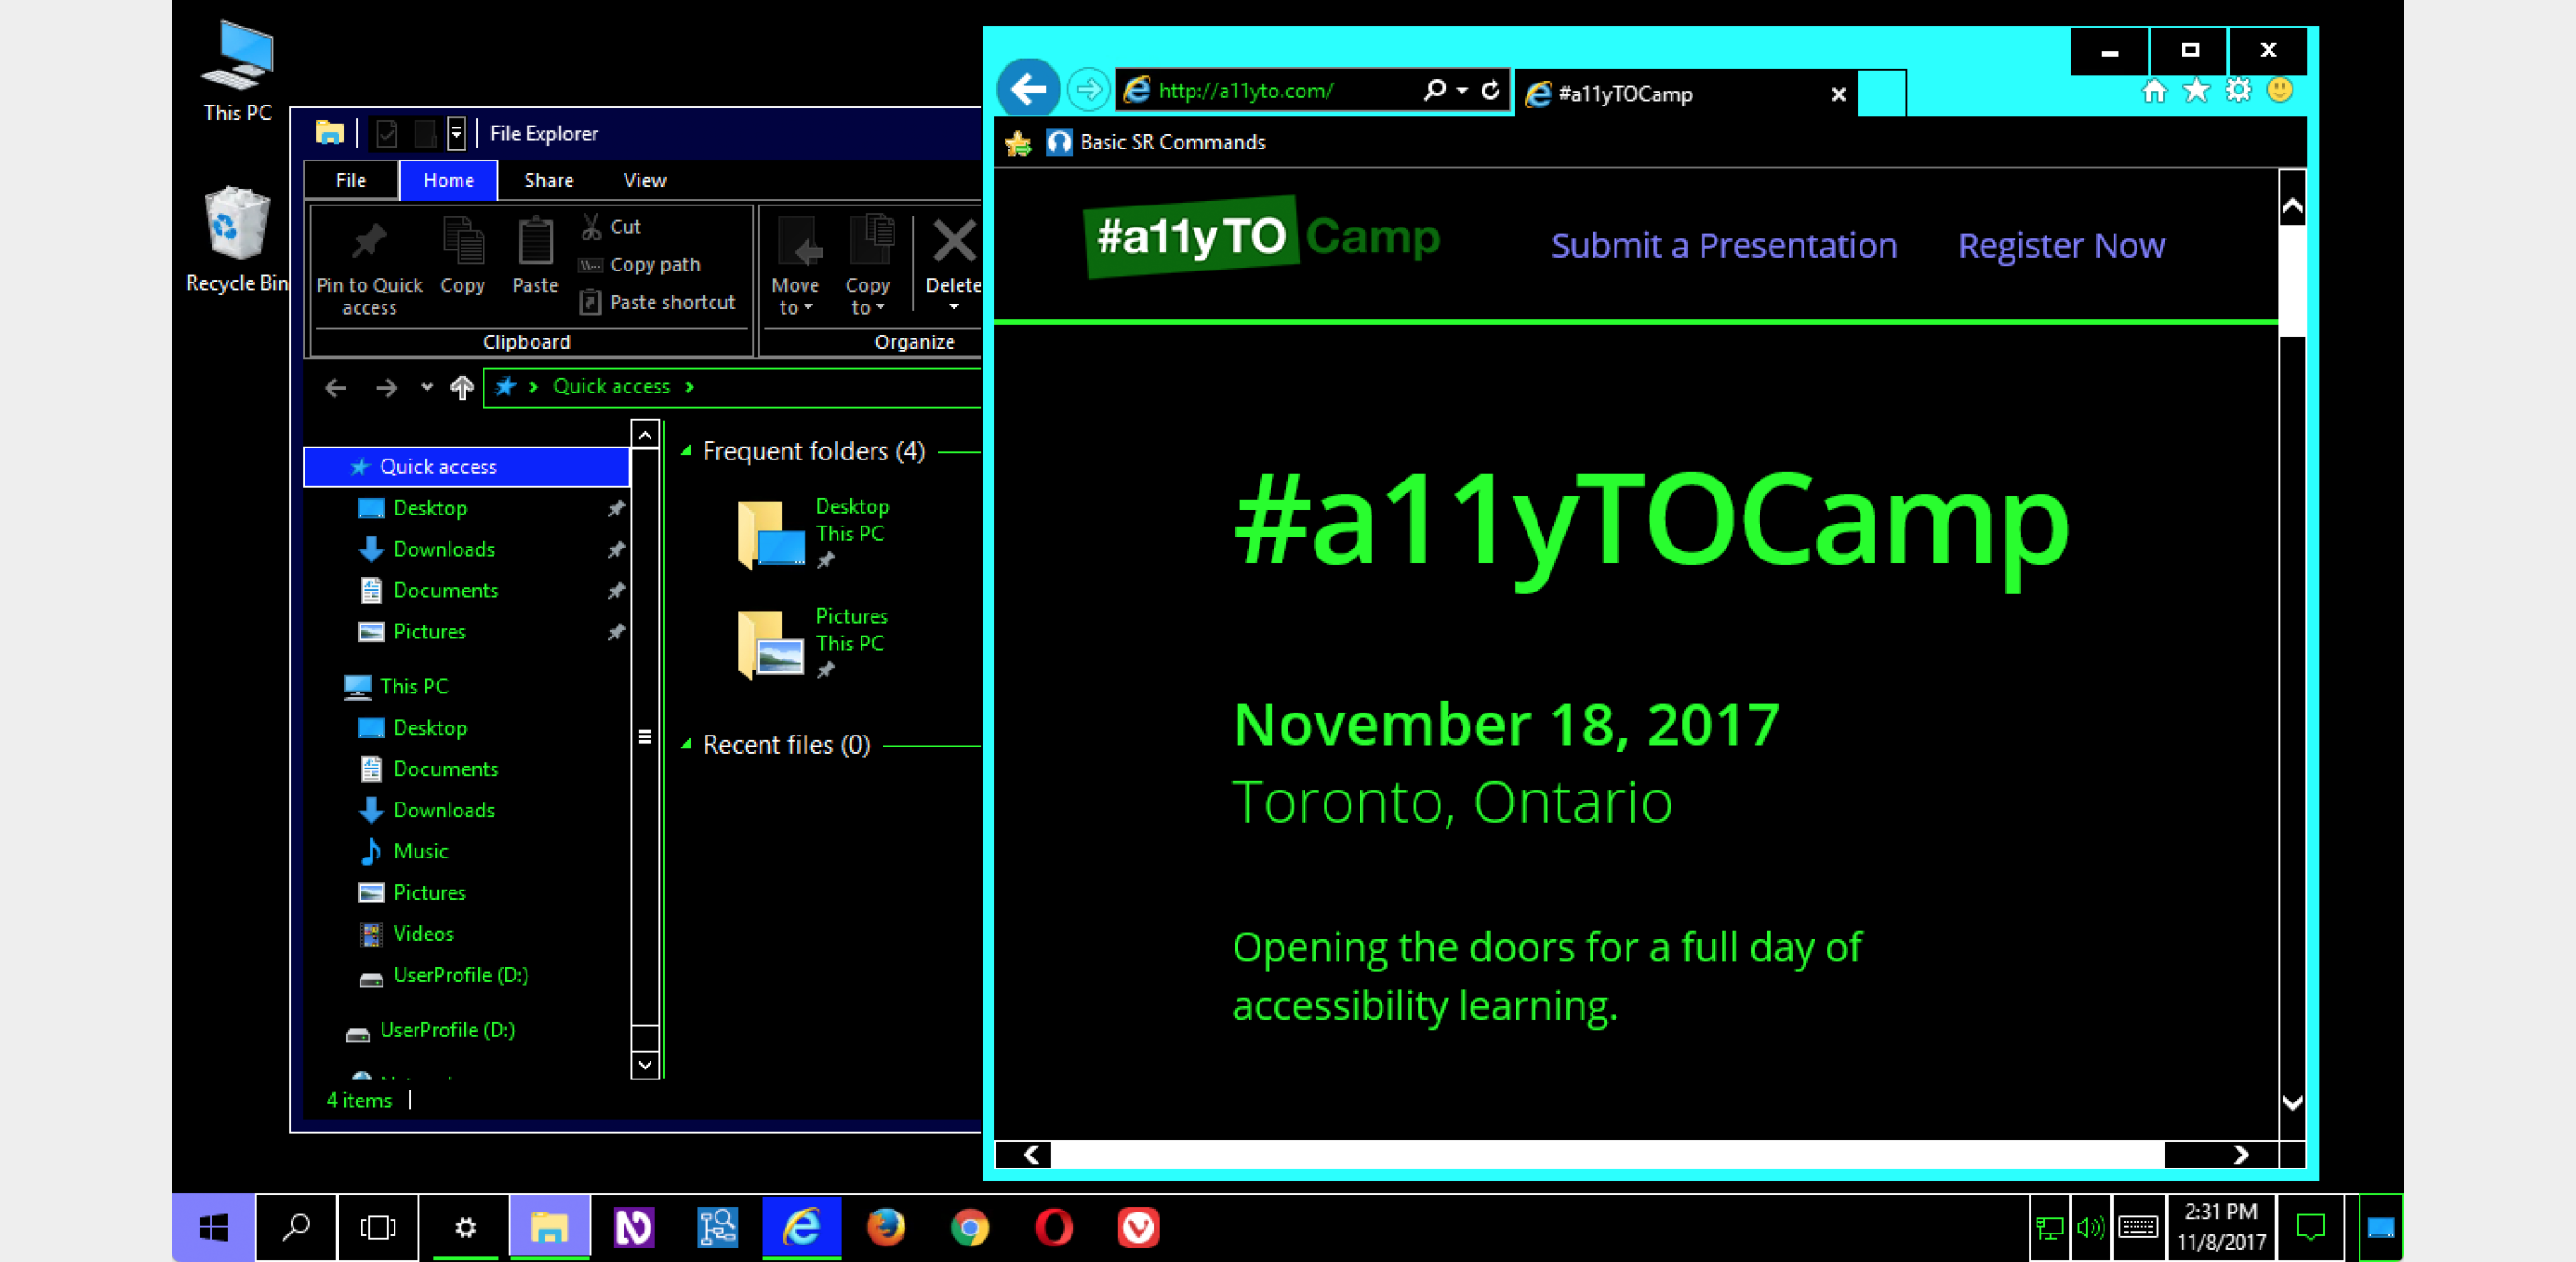 This PC
Recycle Bin
File Explorer
File Home Share View
Pin to Quick access
Copy
Paste
Cut
Copy path
Paste shortcut
Clipboard
Move to
Copy to
Delete
Organize
Quick access
Quick access
Desktop
Downloads
Documents
Pictures
This PC
Desktop
Documents
Downloads
Music
Pictures
Videos
UserProfile (D:)
UserProfile (D:)
4 items
Frequent folders (4)
Desktop
This PC
Pictures
This PC
Recent files (0)
http://a11yto.com/
#a11yTOCamp
Basic SR Commands
#a11yTO Camp
Submit a Presentation
Register Now
#a11yTOCamp
November 18, 2017
Toronto, Ontario
Opening the doors for a full day of
accessibility learning.
2:31 PM
11/8/2017